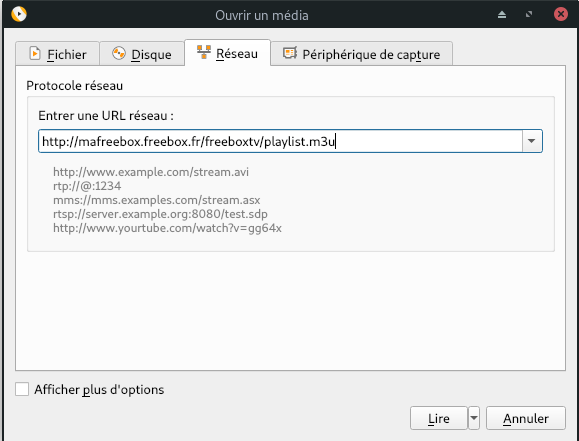 Ouvrir un média
Fichier
Disque
Réseau
Périphérique de capture
Protocole réseau
Entrer une URL réseau :
http://mafreebox.freebox.fr/freeboxtv/playlist.m3u
http://www.example.com/stream.avi
rtp://@:1234
mms://mms.examples.com/stream.asx
rtsp://server.example.org:8080/test.sdp
http://www.yourtube.com/watch?v=gg64x
Afficher plus d'options
Lire
Annuler